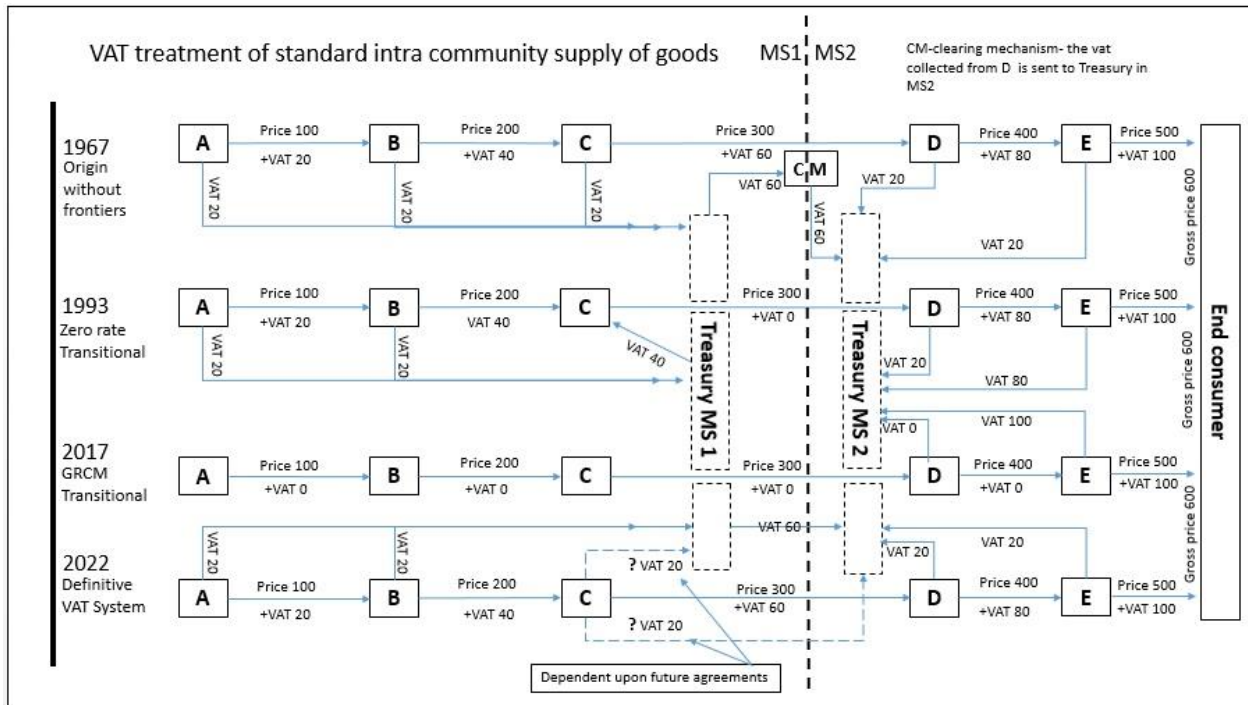 VAT treatment of standard intra community supply of goods
MS1
MS2
CM-clearing mechanism- the vat
collected from D is sent to Treasury in
MS2
1967
Origin
without
frontiers
A
Price 100
+VAT 20
B
Price 200
+VAT 40
C
Price 300
+VAT 60
D
Price 400
+VAT 80
E
Price 500
+VAT 100
VAT 20
VAT 20
VAT 20
VAT 60
CM
VAT 60
VAT 20
VAT 20
Gross price 600
1993
Zero rate
Transitional
A
Price 100
+VAT 20
B
Price 200
VAT 40
C
Price 300
+VAT 0
D
Price 400
+VAT 80
E
Price 500
+VAT 100
VAT 20
VAT 20
VAT 40
Treasury MS 1
Treasury MS 2
VAT 20
VAT 80
Gross price 600
End consumer
2017
GRCM
Transitional
A
Price 100
+VAT 0
B
Price 200
+VAT 0
C
Price 300
+VAT 0
VAT 0
VAT 100
D
Price 400
+VAT 0
E
Price 500
+VAT 100
Gross price 600
2022
Definitive
VAT System
VAT 20
VAT 20
VAT 60
VAT 20
VAT 20
A
Price 100
+VAT 20
B
Price 200
+VAT 40
C
? VAT 20
Price 300
+VAT 60
? VAT 20
D
Price 400
+VAT 80
E
Price 500
+VAT 100
Dependent upon future agreements